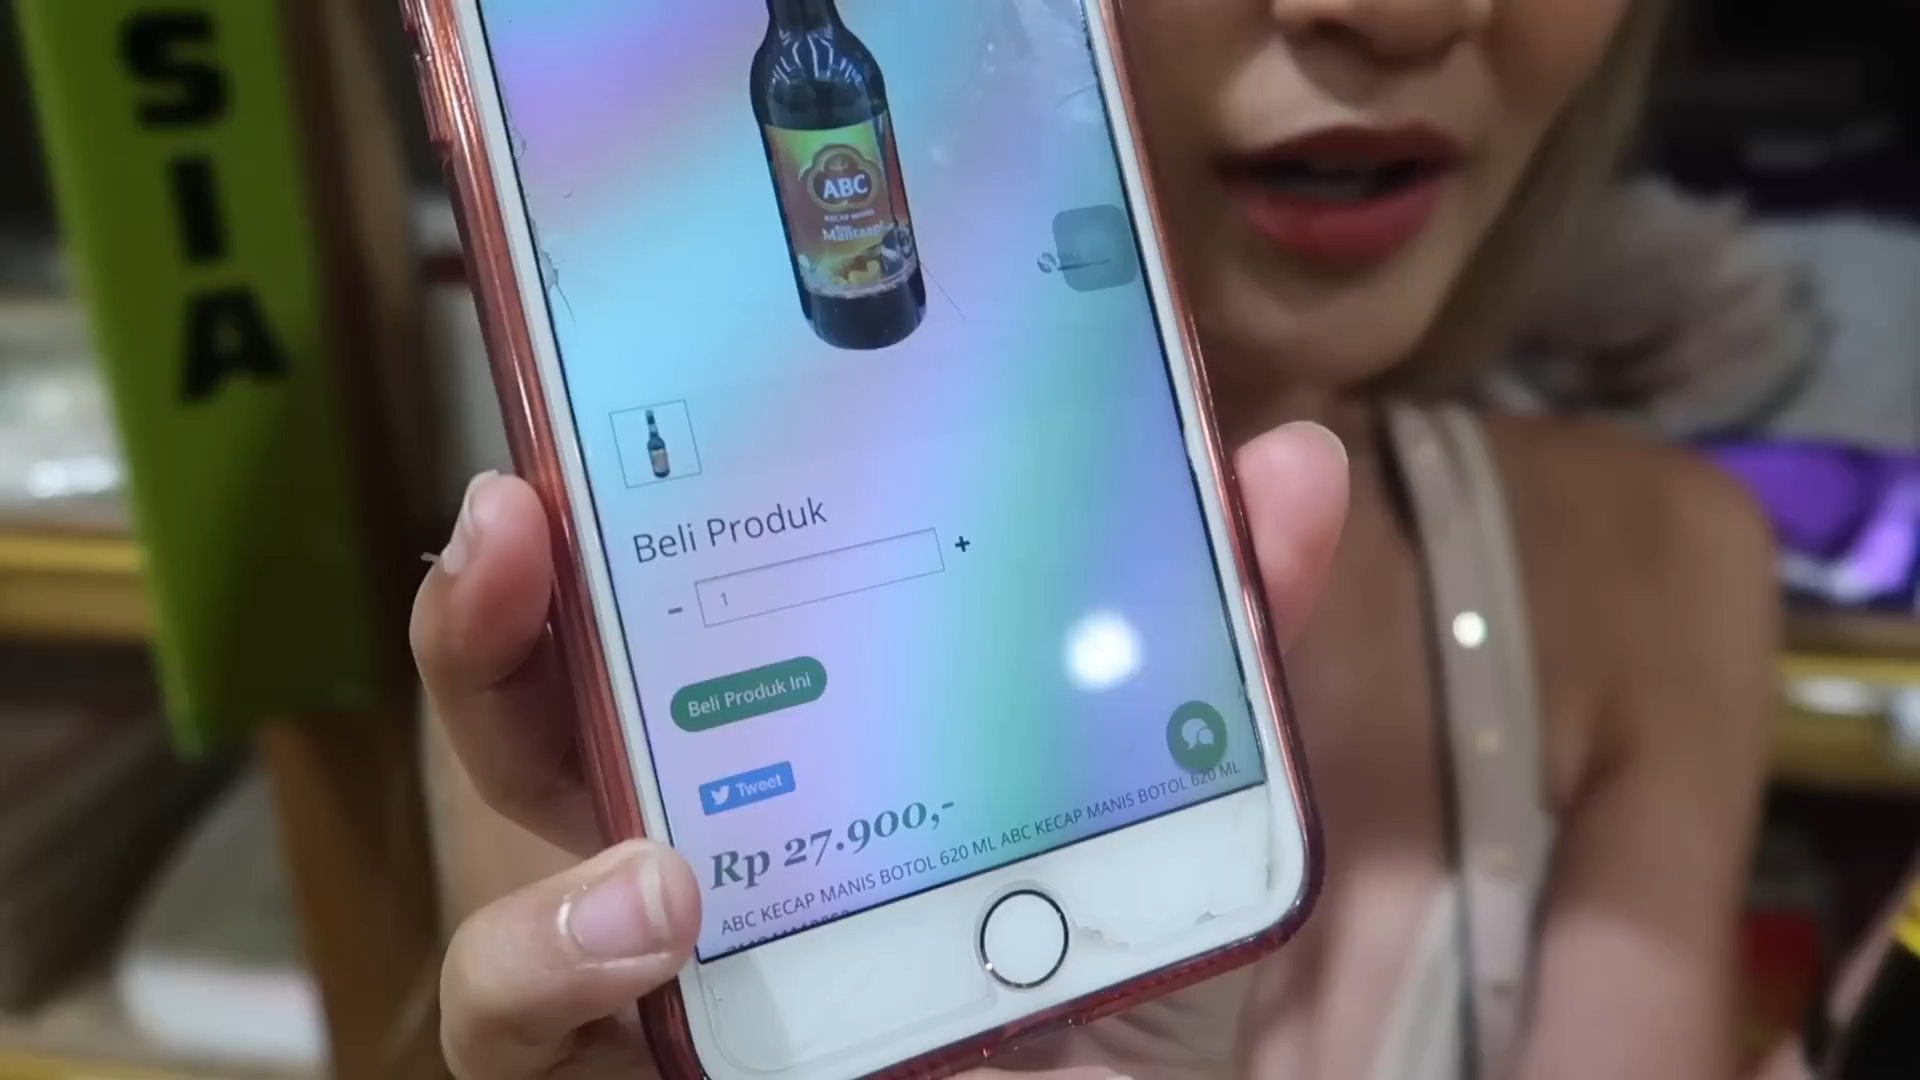 SIA
ABC
KECAP MANIS
Beli Produk
- 1 +
Beli Produk Ini
Tweet
Rp 27.900,-
ABC KECAP MANIS BOTOL 620 ML ABC KECAP MANIS BOTOL 620 ML